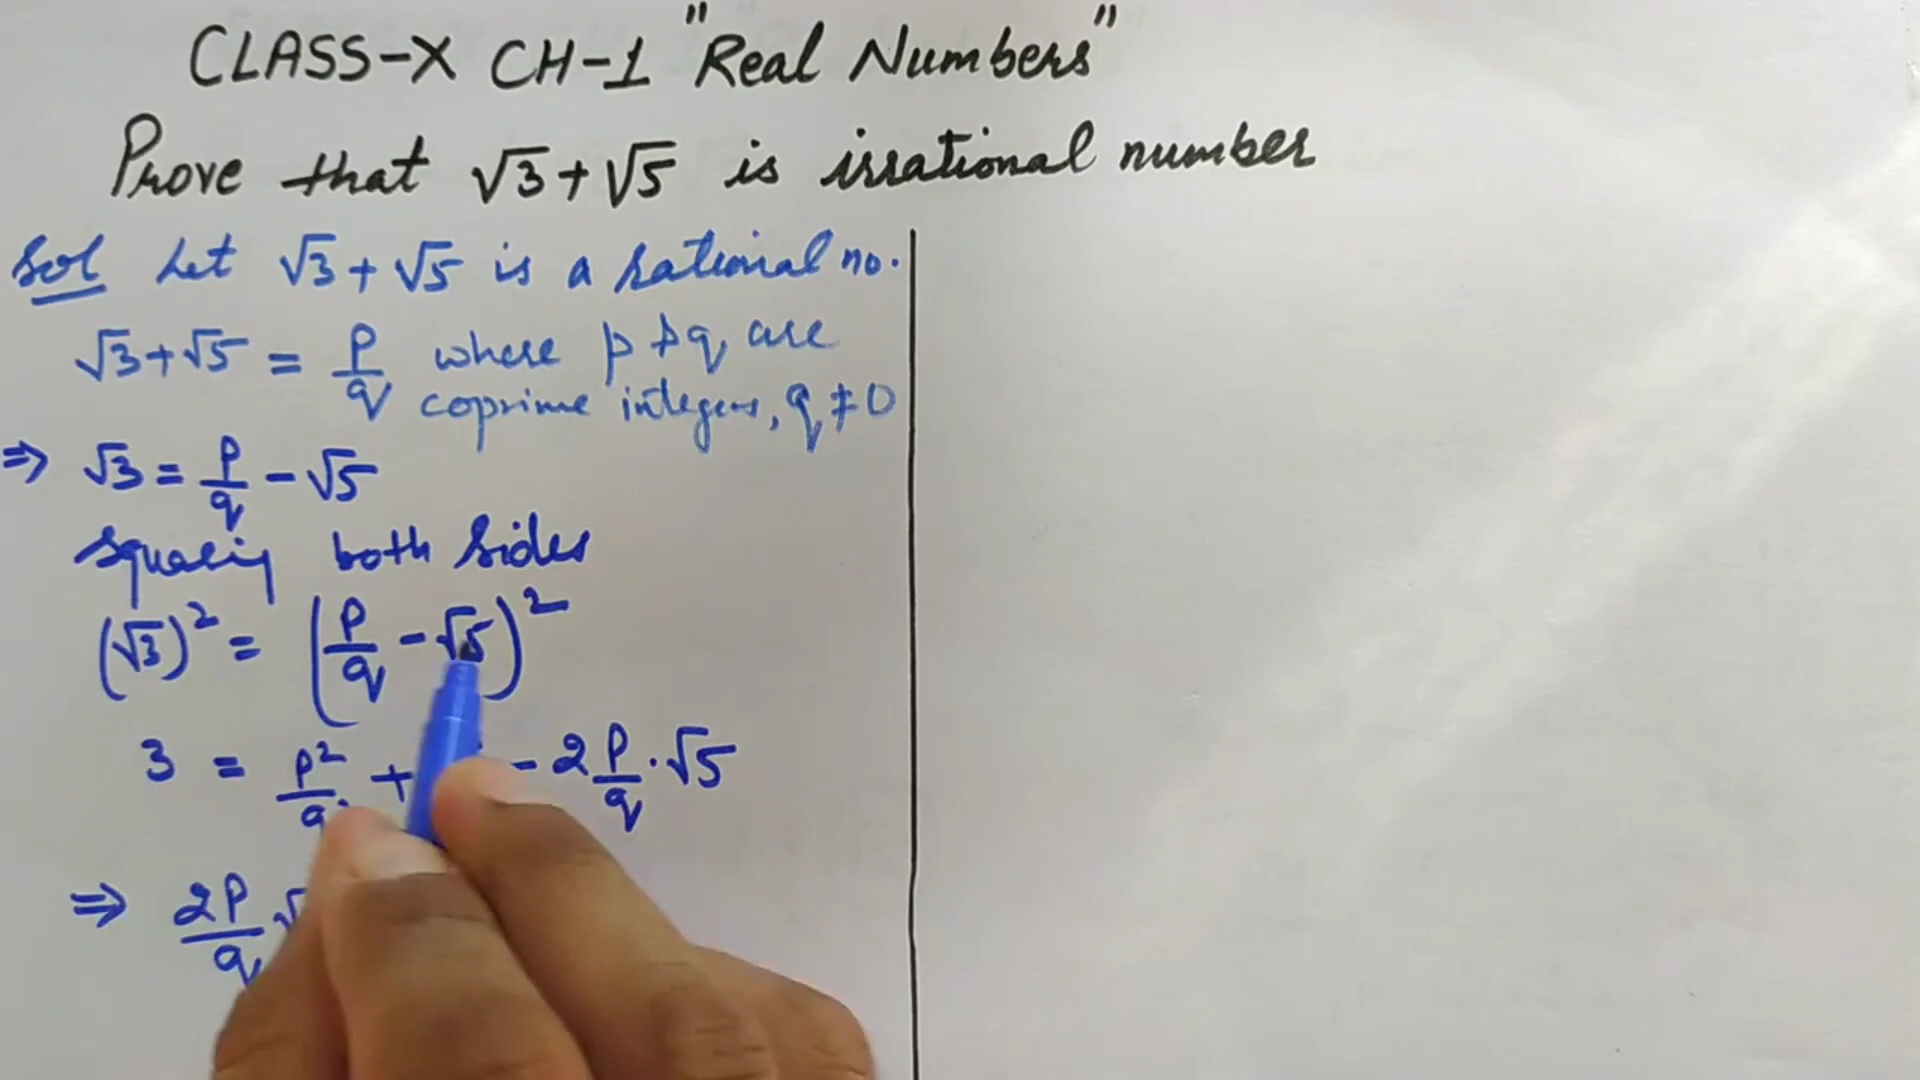 CLASS-X CH-1 "Real Numbers"
Prove that √3+√5 is irrational number
Sol Let √3+√5 is a rational no.
√3+√5 = p/q where p & q are
coprime integers, q≠0
⇒ √3 = p/q - √5
squaring both sides
(√3)² = (p/q - √5)²
3 = p²/q + - 2 p/q . √5
⇒ 2p/q √